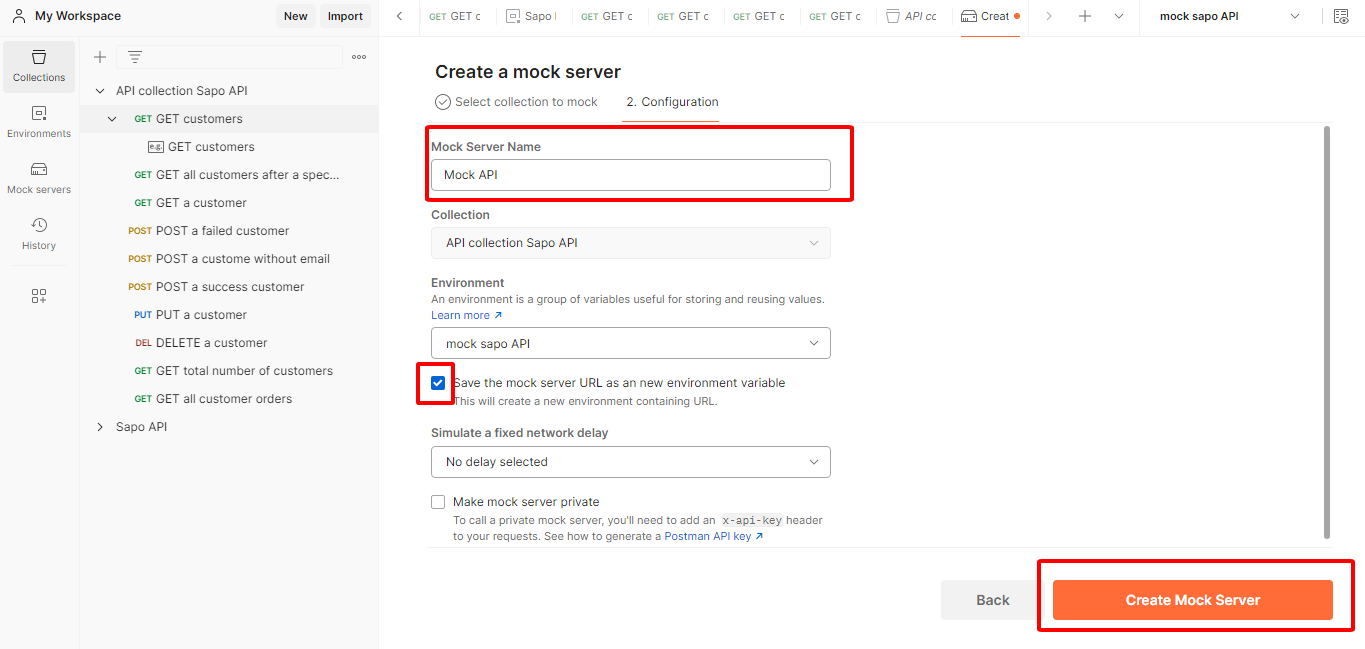 My Workspace
New
Import
GET GET c
Sapo
GET GET c
GET GET c
GET GET c
GET GET c
API cc
Creat
mock sapo API
Collections
Environments
Mock servers
History
API collection Sapo API
GET GET customers
e.g. GET customers
GET GET all customers after a spec...
GET GET a customer
POST POST a failed customer
POST POST a custome without email
POST POST a success customer
PUT PUT a customer
DEL DELETE a customer
GET GET total number of customers
GET GET all customer orders
Sapo API
Create a mock server
Select collection to mock
2. Configuration
Mock Server Name
Mock API
Collection
API collection Sapo API
Environment
An environment is a group of variables useful for storing and reusing values.
Learn more ↗
mock sapo API
Save the mock server URL as an new environment variable
This will create a new environment containing URL.
Simulate a fixed network delay
No delay selected
Make mock server private
To call a private mock server, you'll need to add an x-api-key header
to your requests. See how to generate a Postman API key ↗
Back
Create Mock Server